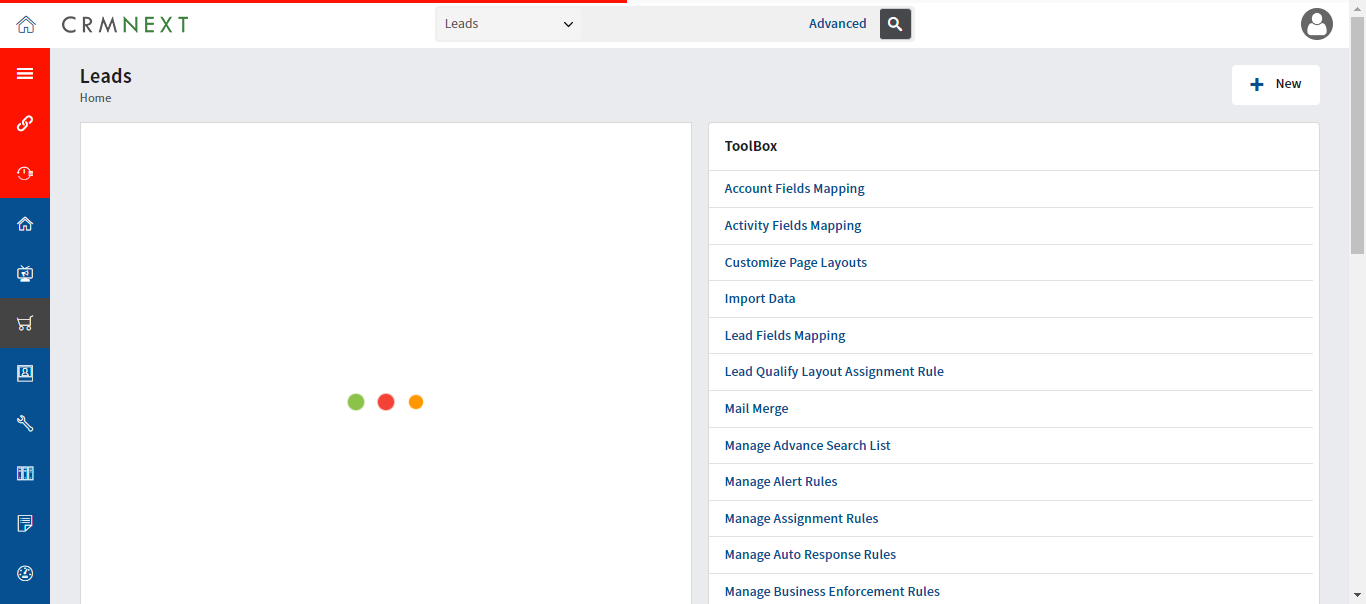 CRMNEXT
Leads
Advanced
Leads
Home
New
ToolBox
Account Fields Mapping
Activity Fields Mapping
Customize Page Layouts
Import Data
Lead Fields Mapping
Lead Qualify Layout Assignment Rule
Mail Merge
Manage Advance Search List
Manage Alert Rules
Manage Assignment Rules
Manage Auto Response Rules
Manage Business Enforcement Rules